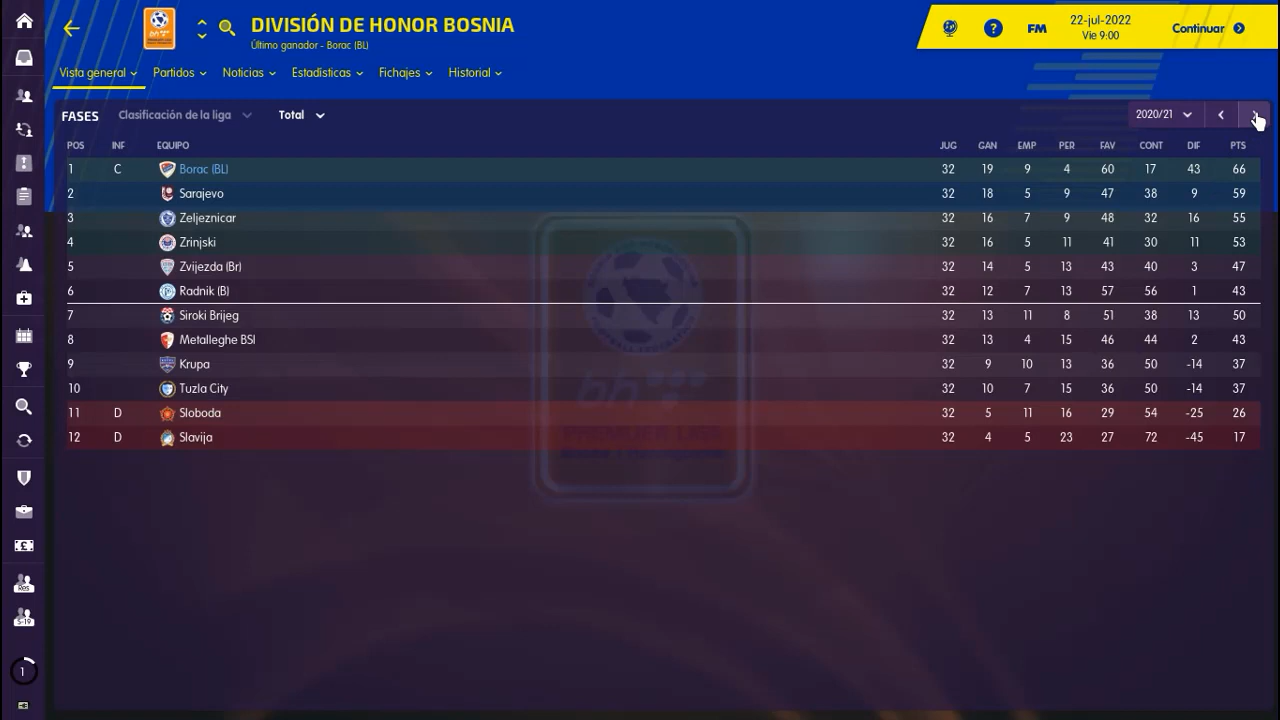 DIVISIÓN DE HONOR BOSNIA
Último ganador - Borac (BL)
FM
22-jul-2022
Vie 9:00
Continuar
Vista general Partidos Noticias Estadísticas Fichajes Historial
FASES Clasificación de la liga Total 2020/21
POS INF EQUIPO JUG GAN EMP PER FAV CONT DIF PTS
1 C Borac (BL) 32 19 9 4 60 17 43 66
2 Sarajevo 32 18 5 9 47 38 9 59
3 Zeljeznicar 32 16 7 9 48 32 16 55
4 Zrinjski 32 16 5 11 41 30 11 53
5 Zvijezda (Br) 32 14 5 13 43 40 3 47
6 Radnik (B) 32 12 7 13 57 56 1 43
7 Siroki Brijeg 32 13 11 8 51 38 13 50
8 Metalleghe BSI 32 13 4 15 46 44 2 43
9 Krupa 32 9 10 13 36 50 -14 37
10 Tuzla City 32 10 7 15 36 50 -14 37
11 D Sloboda 32 5 11 16 29 54 -25 26
12 D Slavija 32 4 5 23 27 72 -45 17
Res
S-19
1